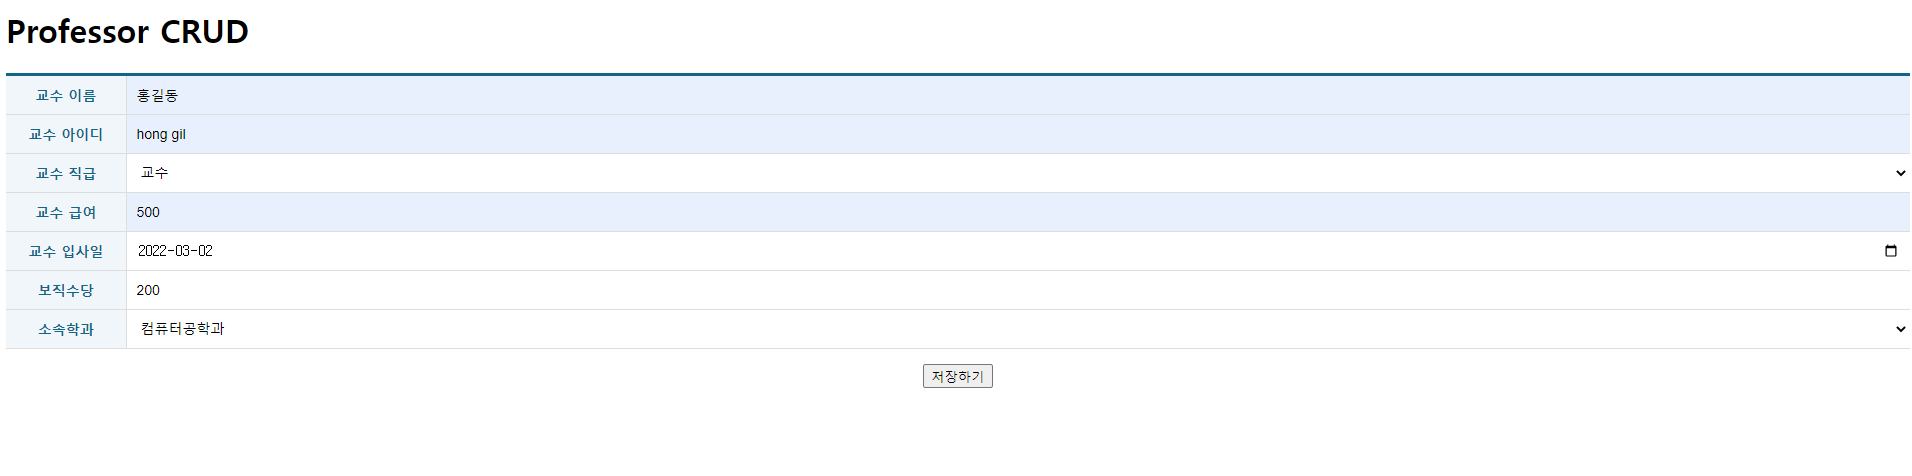 Professor CRUD
교수 이름 홍길동
교수 아이디 hong gil
교수 직급 교수
교수 급여 500
교수 입사일 2022-03-02
보직수당 200
소속학과 컴퓨터공학과
저장하기